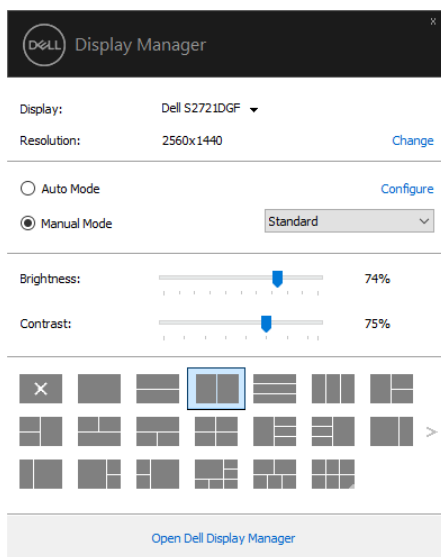 x
DELL Display Manager
Display: Dell S2721DGF
Resolution: 2560x1440 Change
Auto Mode Configure
Manual Mode Standard
Brightness: 74%
Contrast: 75%
Open Dell Display Manager